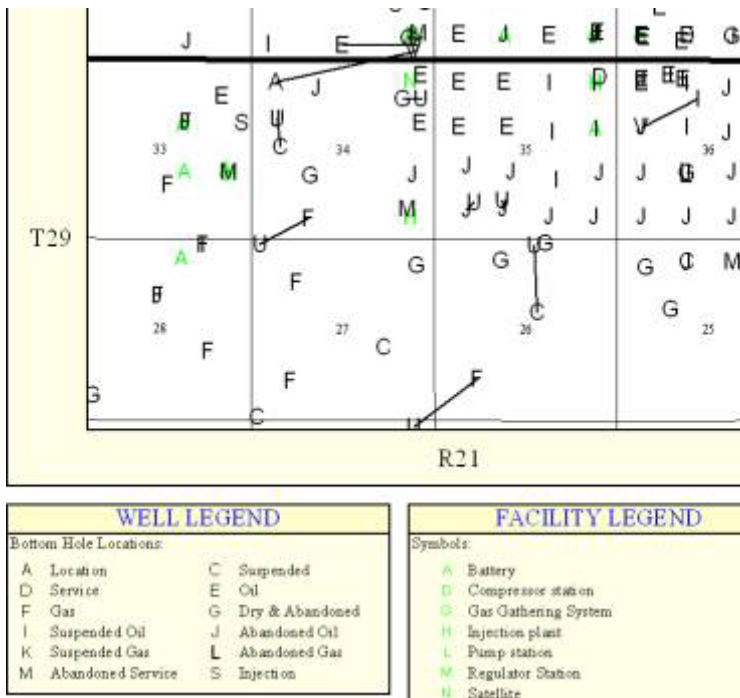 J I E M E J E E E D G
A J N E E E I D I J
E G U I
J S U E E E I A V I J
C
33 34 35 36
F A M G J J J I J J G J
F M U U J J J J J J
T29
F U U G
A G G G C M
F F
28 27 26 25
F C C G
G F F
C U
R21
WELL LEGEND
Bottom Hole Locations:
A Location C Suspended
D Service E Oil
F Gas G Dry & Abandoned
I Suspended Oil J Abandoned Oil
K Suspended Gas L Abandoned Gas
M Abandoned Service S Injection
FACILITY LEGEND
Symbols:
A Battery
D Compressor station
G Gas Gathering System
H Injection plant
L Pump station
M Regulator Station
N Satellite